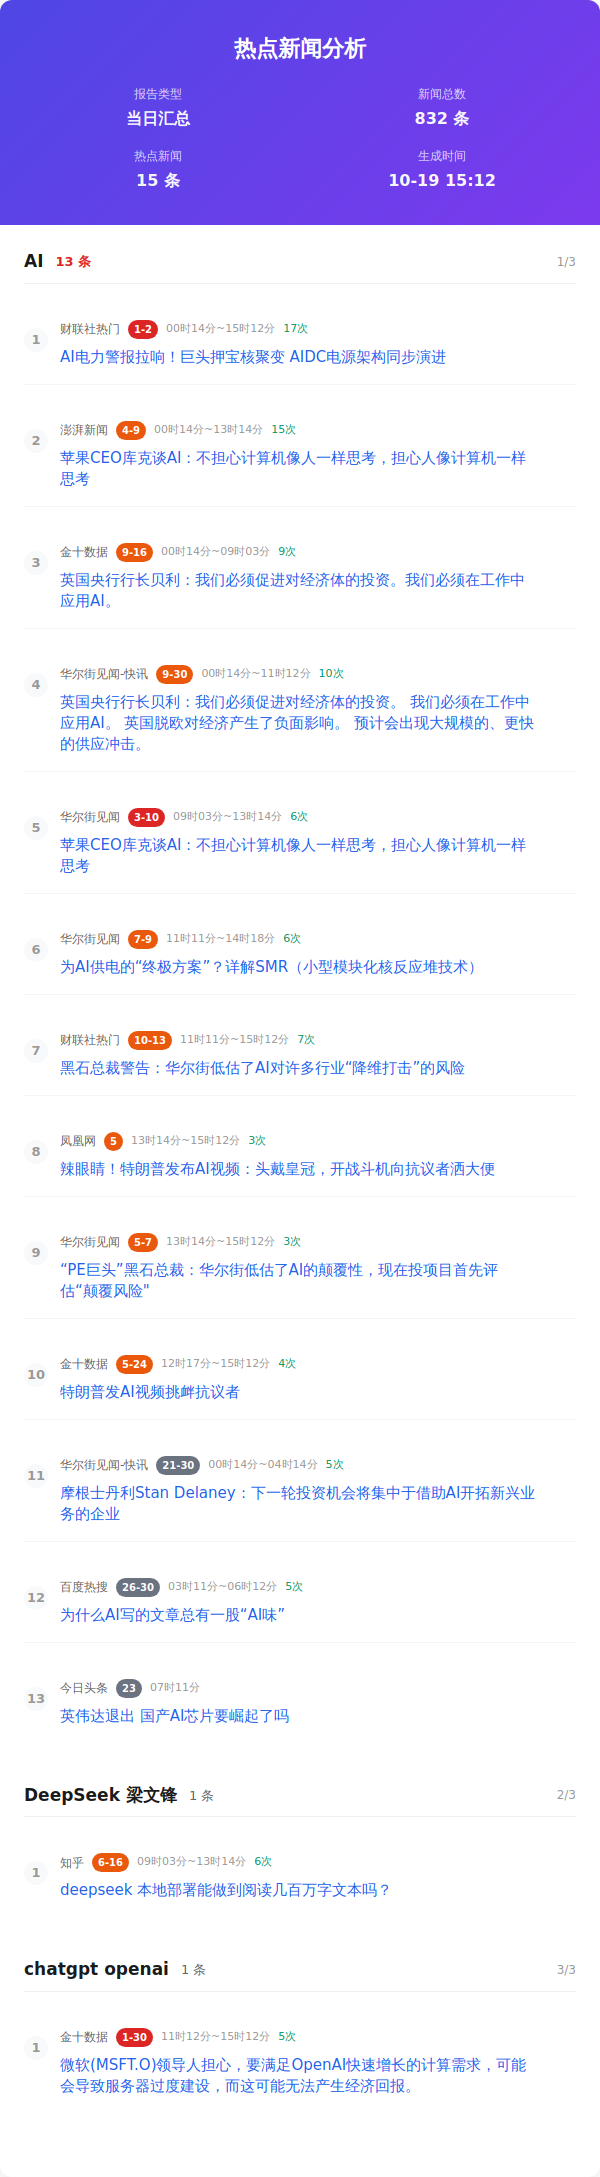 热点新闻分析
报告类型
新闻总数
当日汇总
832 条
热点新闻
生成时间
15 条
10-19 15:12
AI 13 条 1/3
1
财联社热门 1-2 00时14分~15时12分 17次
AI电力警报拉响！巨头押宝核聚变 AIDC电源架构同步演进
2
澎湃新闻 4-9 00时14分~13时14分 15次
苹果CEO库克谈AI：不担心计算机像人一样思考，担心人像计算机一样
思考
3
金十数据 9-16 00时14分~09时03分 9次
英国央行行长贝利：我们必须促进对经济体的投资。我们必须在工作中
应用AI。
4
华尔街见闻-快讯 9-30 00时14分~11时12分 10次
英国央行行长贝利：我们必须促进对经济体的投资。 我们必须在工作中
应用AI。 英国脱欧对经济产生了负面影响。 预计会出现大规模的、更快
的供应冲击。
5
华尔街见闻 3-10 09时03分~13时14分 6次
苹果CEO库克谈AI：不担心计算机像人一样思考，担心人像计算机一样
思考
6
华尔街见闻 7-9 11时11分~14时18分 6次
为AI供电的“终极方案”？详解SMR（小型模块化核反应堆技术）
7
财联社热门 10-13 11时11分~15时12分 7次
黑石总裁警告：华尔街低估了AI对许多行业“降维打击”的风险
8
凤凰网 5 13时14分~15时12分 3次
辣眼睛！特朗普发布AI视频：头戴皇冠，开战斗机向抗议者洒大便
9
华尔街见闻 5-7 13时14分~15时12分 3次
“PE巨头”黑石总裁：华尔街低估了AI的颠覆性，现在投项目首先评
估“颠覆风险"
10
金十数据 5-24 12时17分~15时12分 4次
特朗普发AI视频挑衅抗议者
11
华尔街见闻-快讯 21-30 00时14分~04时14分 5次
摩根士丹利Stan Delaney：下一轮投资机会将集中于借助AI开拓新兴业
务的企业
12
百度热搜 26-30 03时11分~06时12分 5次
为什么AI写的文章总有一股“AI味”
13
今日头条 23 07时11分
英伟达退出 国产AI芯片要崛起了吗
DeepSeek 梁文锋 1 条 2/3
1
知乎 6-16 09时03分~13时14分 6次
deepseek 本地部署能做到阅读几百万字文本吗？
chatgpt openai 1 条 3/3
1
金十数据 1-30 11时12分~15时12分 5次
微软(MSFT.O)领导人担心，要满足OpenAI快速增长的计算需求，可能
会导致服务器过度建设，而这可能无法产生经济回报。